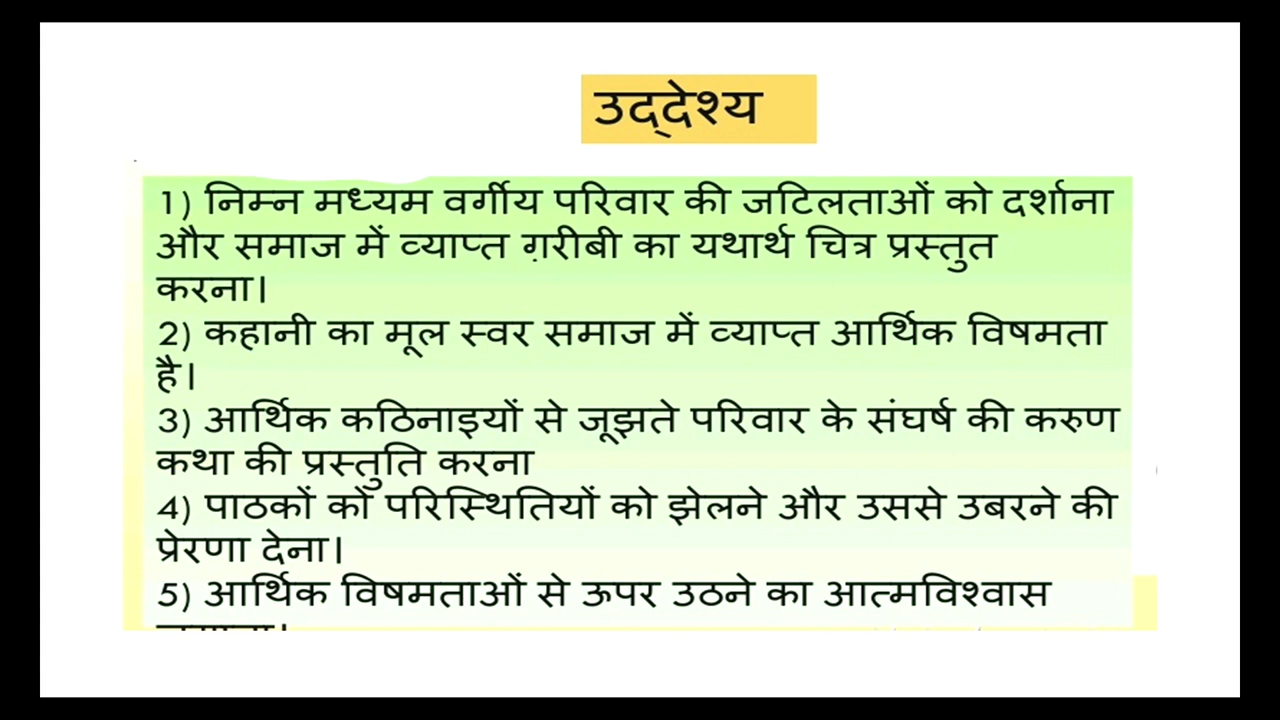 उद्देश्य
1) निम्न मध्यम वर्गीय परिवार की जटिलताओं को दर्शाना
और समाज में व्याप्त ग़रीबी का यथार्थ चित्र प्रस्तुत
करना।
2) कहानी का मूल स्वर समाज में व्याप्त आर्थिक विषमता
है।
3) आर्थिक कठिनाइयों से जूझते परिवार के संघर्ष की करुण
कथा की प्रस्तुति करना
4) पाठकों को परिस्थितियों को झेलने और उससे उबरने की
प्रेरणा देना।
5) आर्थिक विषमताओं से ऊपर उठने का आत्मविश्वास